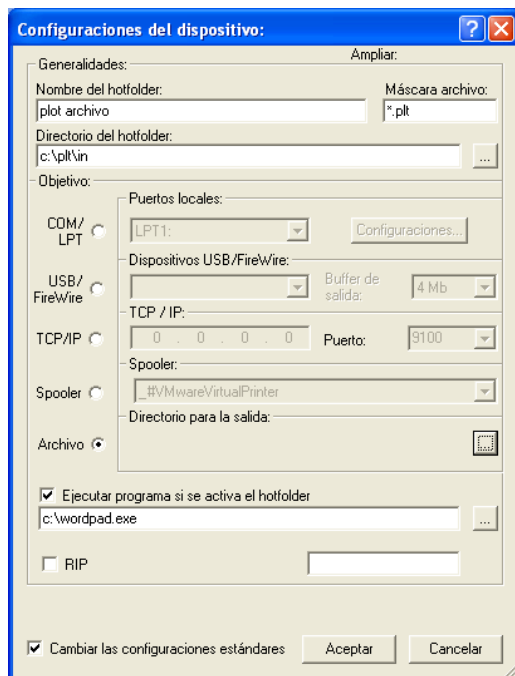 Configuraciones del dispositivo:
Ampliar:
Generalidades:
Nombre del hotfolder: Máscara archivo:
plot archivo *.plt
Directorio del hotfolder:
c:\plt\in ...
Objetivo:
Puertos locales:
COM/
LPT LPT1: Configuraciones...
Dispositivos USB/FireWire:
USB/
FireWire Buffer de
salida: 4 Mb
TCP / IP:
TCP/IP 0 . 0 . 0 . 0 Puerto: 9100
Spooler:
Spooler _#VMwareVirtualPrinter
Directorio para la salida:
Archivo ...
Ejecutar programa si se activa el hotfolder
c:\wordpad.exe ...
RIP
Cambiar las configuraciones estándares Aceptar Cancelar